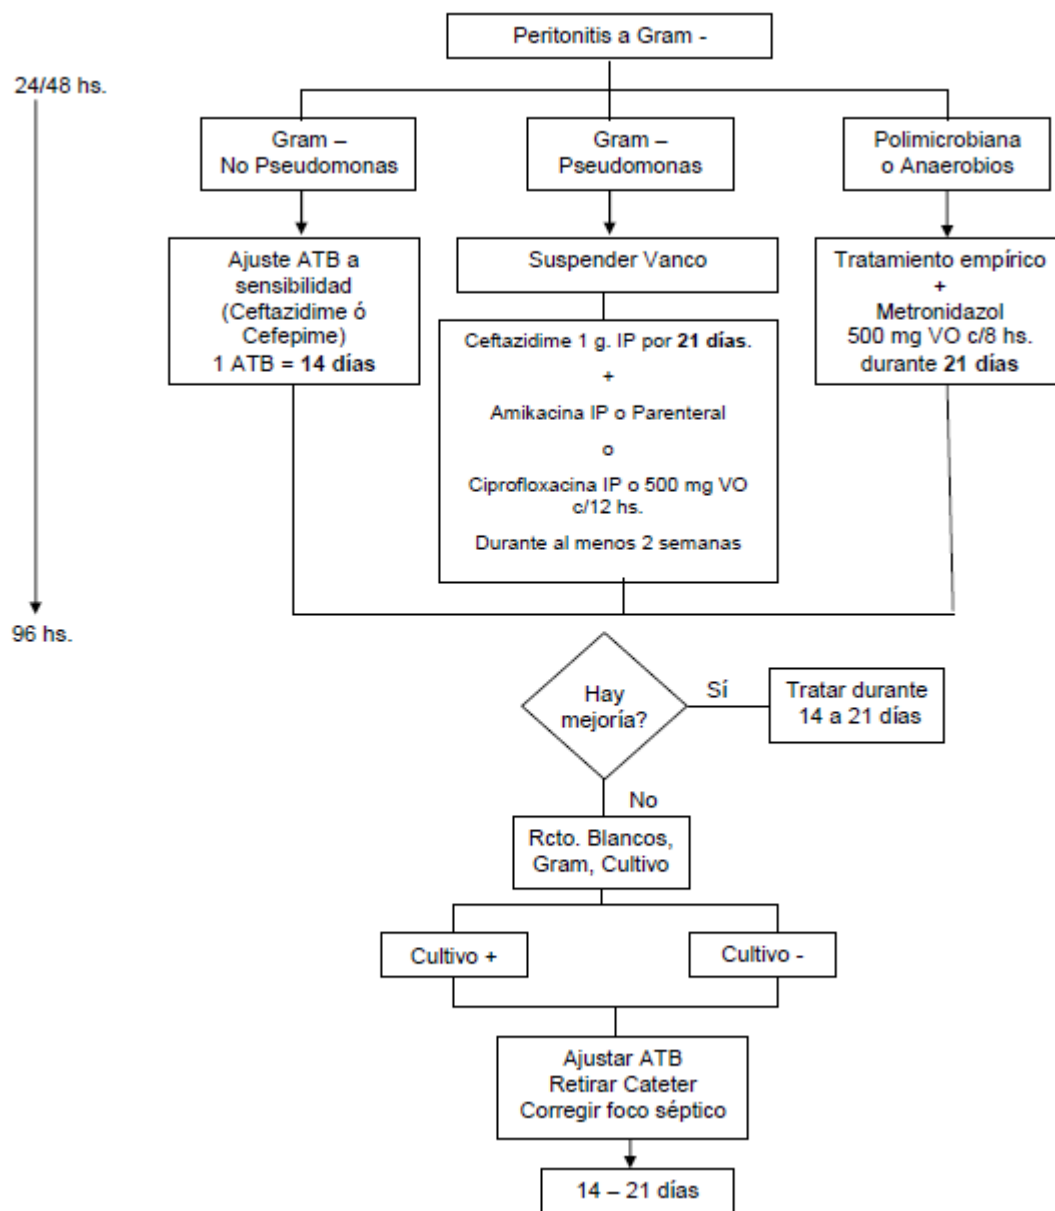 Peritonitis a Gram -
24/48 hs.
Gram –
No Pseudomonas
Gram –
Pseudomonas
Polimicrobiana
o Anaerobios
Ajuste ATB a
sensibilidad
(Ceftazidime ó
Cefepime)
1 ATB = 14 días
Suspender Vanco
Ceftazidime 1 g. IP por 21 días.
+
Amikacina IP o Parenteral
o
Ciprofloxacina IP o 500 mg VO
c/12 hs.
Durante al menos 2 semanas
Tratamiento empírico
+
Metronidazol
500 mg VO c/8 hs.
durante 21 días
96 hs.
Hay
mejoría?
Sí
Tratar durante
14 a 21 días
No
Rcto. Blancos,
Gram, Cultivo
Cultivo +
Cultivo -
Ajustar ATB
Retirar Cateter
Corregir foco séptico
14 – 21 días